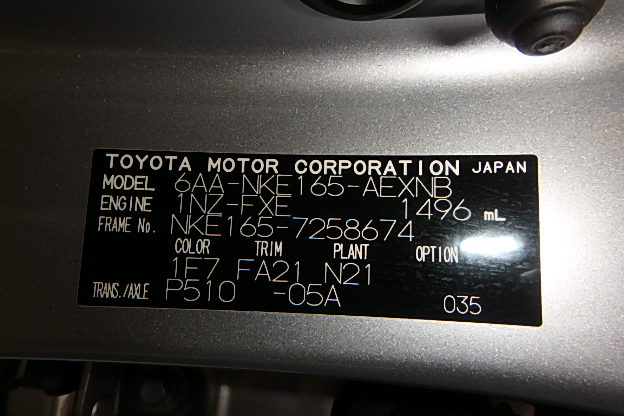 TOYOTA MOTOR CORPORATION JAPAN
MODEL 6AA-NKE165-AEXNB
ENGINE 1NZ-FXE 1496 mL
FRAME No. NKE165-7258674
COLOR TRIM PLANT OPTION
1F7 FA21 N21
TRANS./AXLE P510 -05A 035